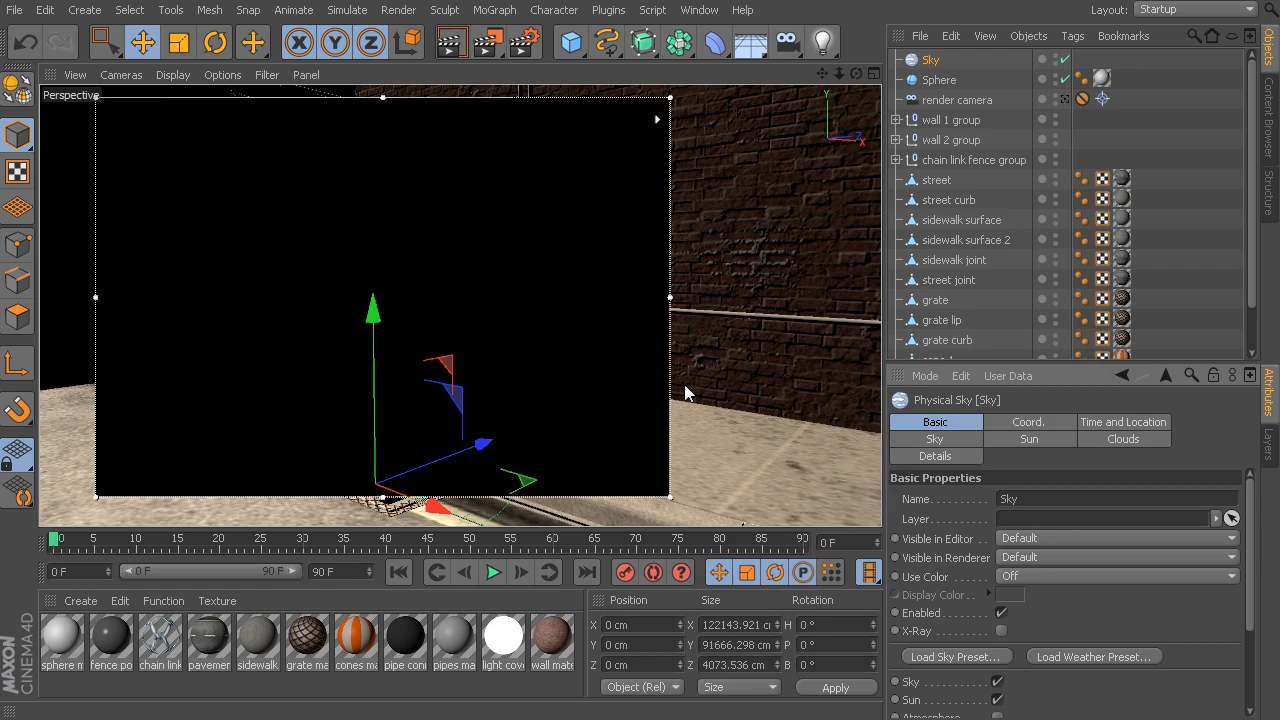 File Edit Create Select Tools Mesh Snap Animate Simulate Render Sculpt MoGraph Character Plugins Script Window Help Layout: Startup
File Edit View Objects Tags Bookmarks
View Cameras Display Options Filter Panel
Perspective
Y
Z
X
Sky
Sphere
render camera
wall 1 group
wall 2 group
chain link fence group
street
street curb
sidewalk surface
sidewalk surface 2
sidewalk joint
street joint
grate
grate lip
grate curb
Objects
Content Browser
Structure
Mode Edit User Data
Physical Sky [Sky]
Basic Coord. Time and Location
Sky Sun Clouds
Details
Basic Properties
Name Sky
Layer
Visible in Editor Default
Visible in Renderer Default
Use Color Off
Display Color
Enabled
X-Ray
Load Sky Preset... Load Weather Preset...
Sky
Sun
Atmosphere
Attributes
Layers
0 5 10 15 20 25 30 35 40 45 50 55 60 65 70 75 80 85 90 0 F
0 F 0 F 90 F 90 F
Create Edit Function Texture
sphere m fence po chain link pavemer sidewalk grate ma cones ma pipe con pipes ma light cov wall mate
Position Size Rotation
X 0 cm X 122143.921 c H 0 °
Y 0 cm Y 91666.298 cm P 0 °
Z 0 cm Z 4073.536 cm B 0 °
Object (Rel) Size Apply
MAXON
CINEMA4D